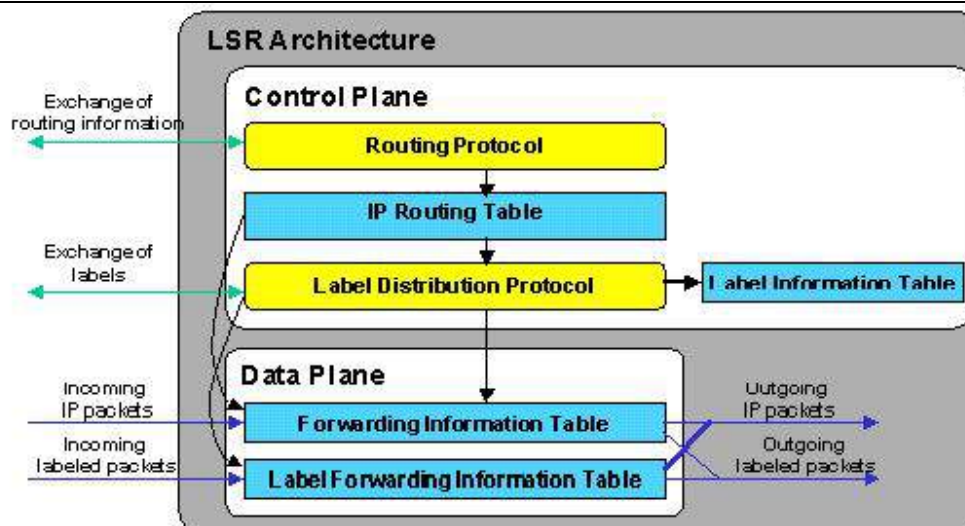 LSR Architecture
Control Plane
Exchange of
routing information
Routing Protocol
IP Routing Table
Exchange of
labels
Label Distribution Protocol
Label Information Table
Data Plane
Incoming
IP packets
Forwarding Information Table
Outgoing
IP packets
Incoming
labeled packets
Label Forwarding Information Table
Outgoing
labeled packets